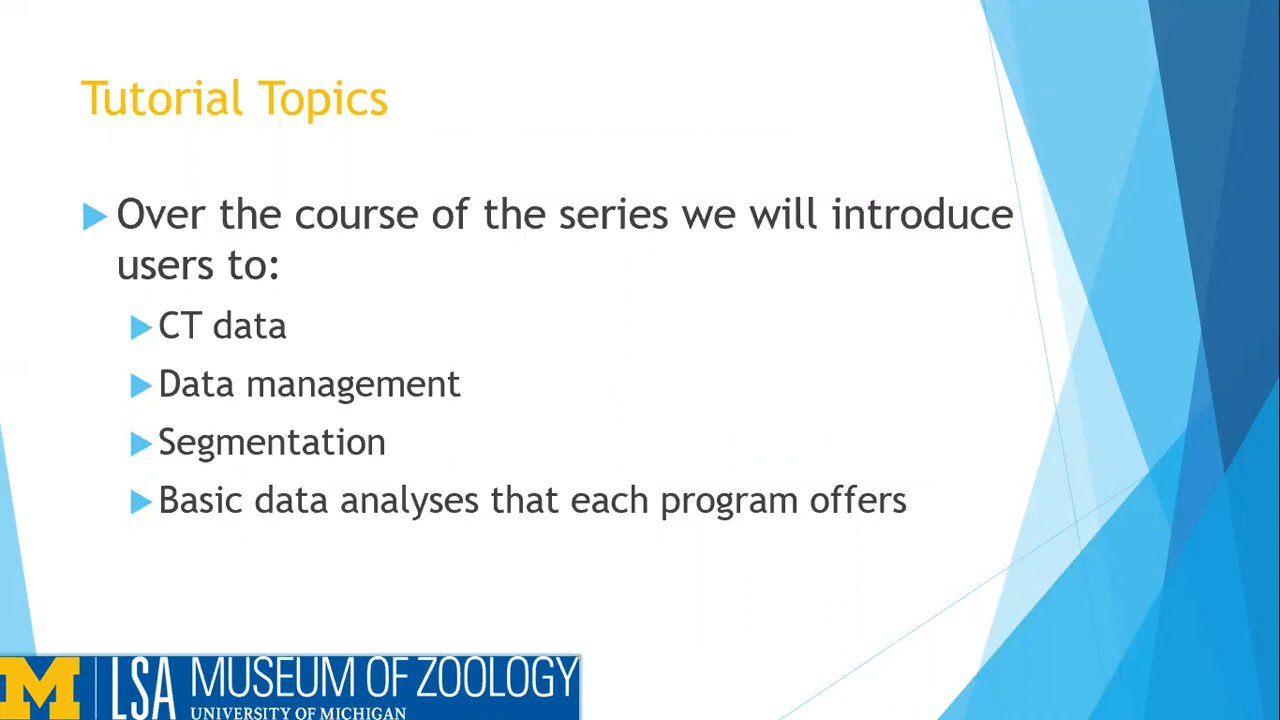 Tutorial Topics
Over the course of the series we will introduce
users to:
CT data
Data management
Segmentation
Basic data analyses that each program offers
M LSA MUSEUM OF ZOOLOGY
UNIVERSITY OF MICHIGAN